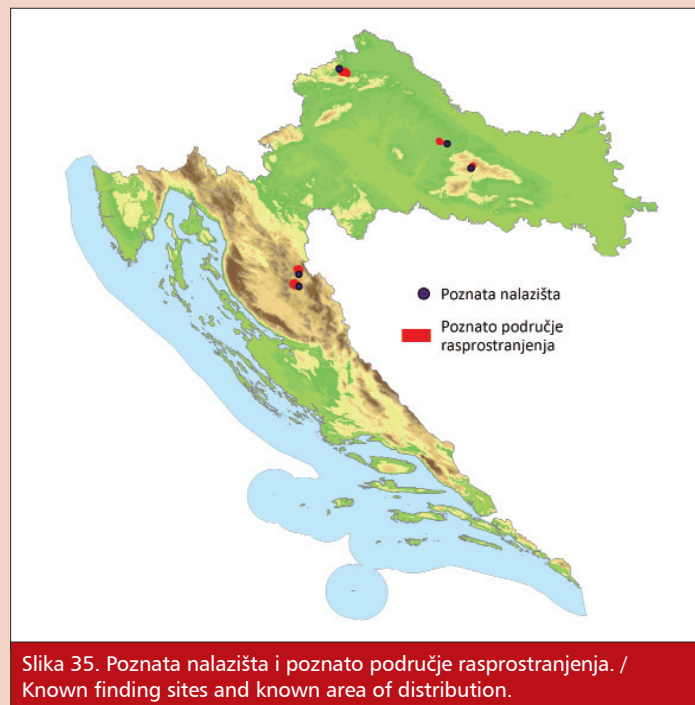 Poznata nalazišta
Poznato područje
rasprostranjenja
Slika 35. Poznata nalazišta i poznato područje rasprostranjenja. /
Known finding sites and known area of distribution.